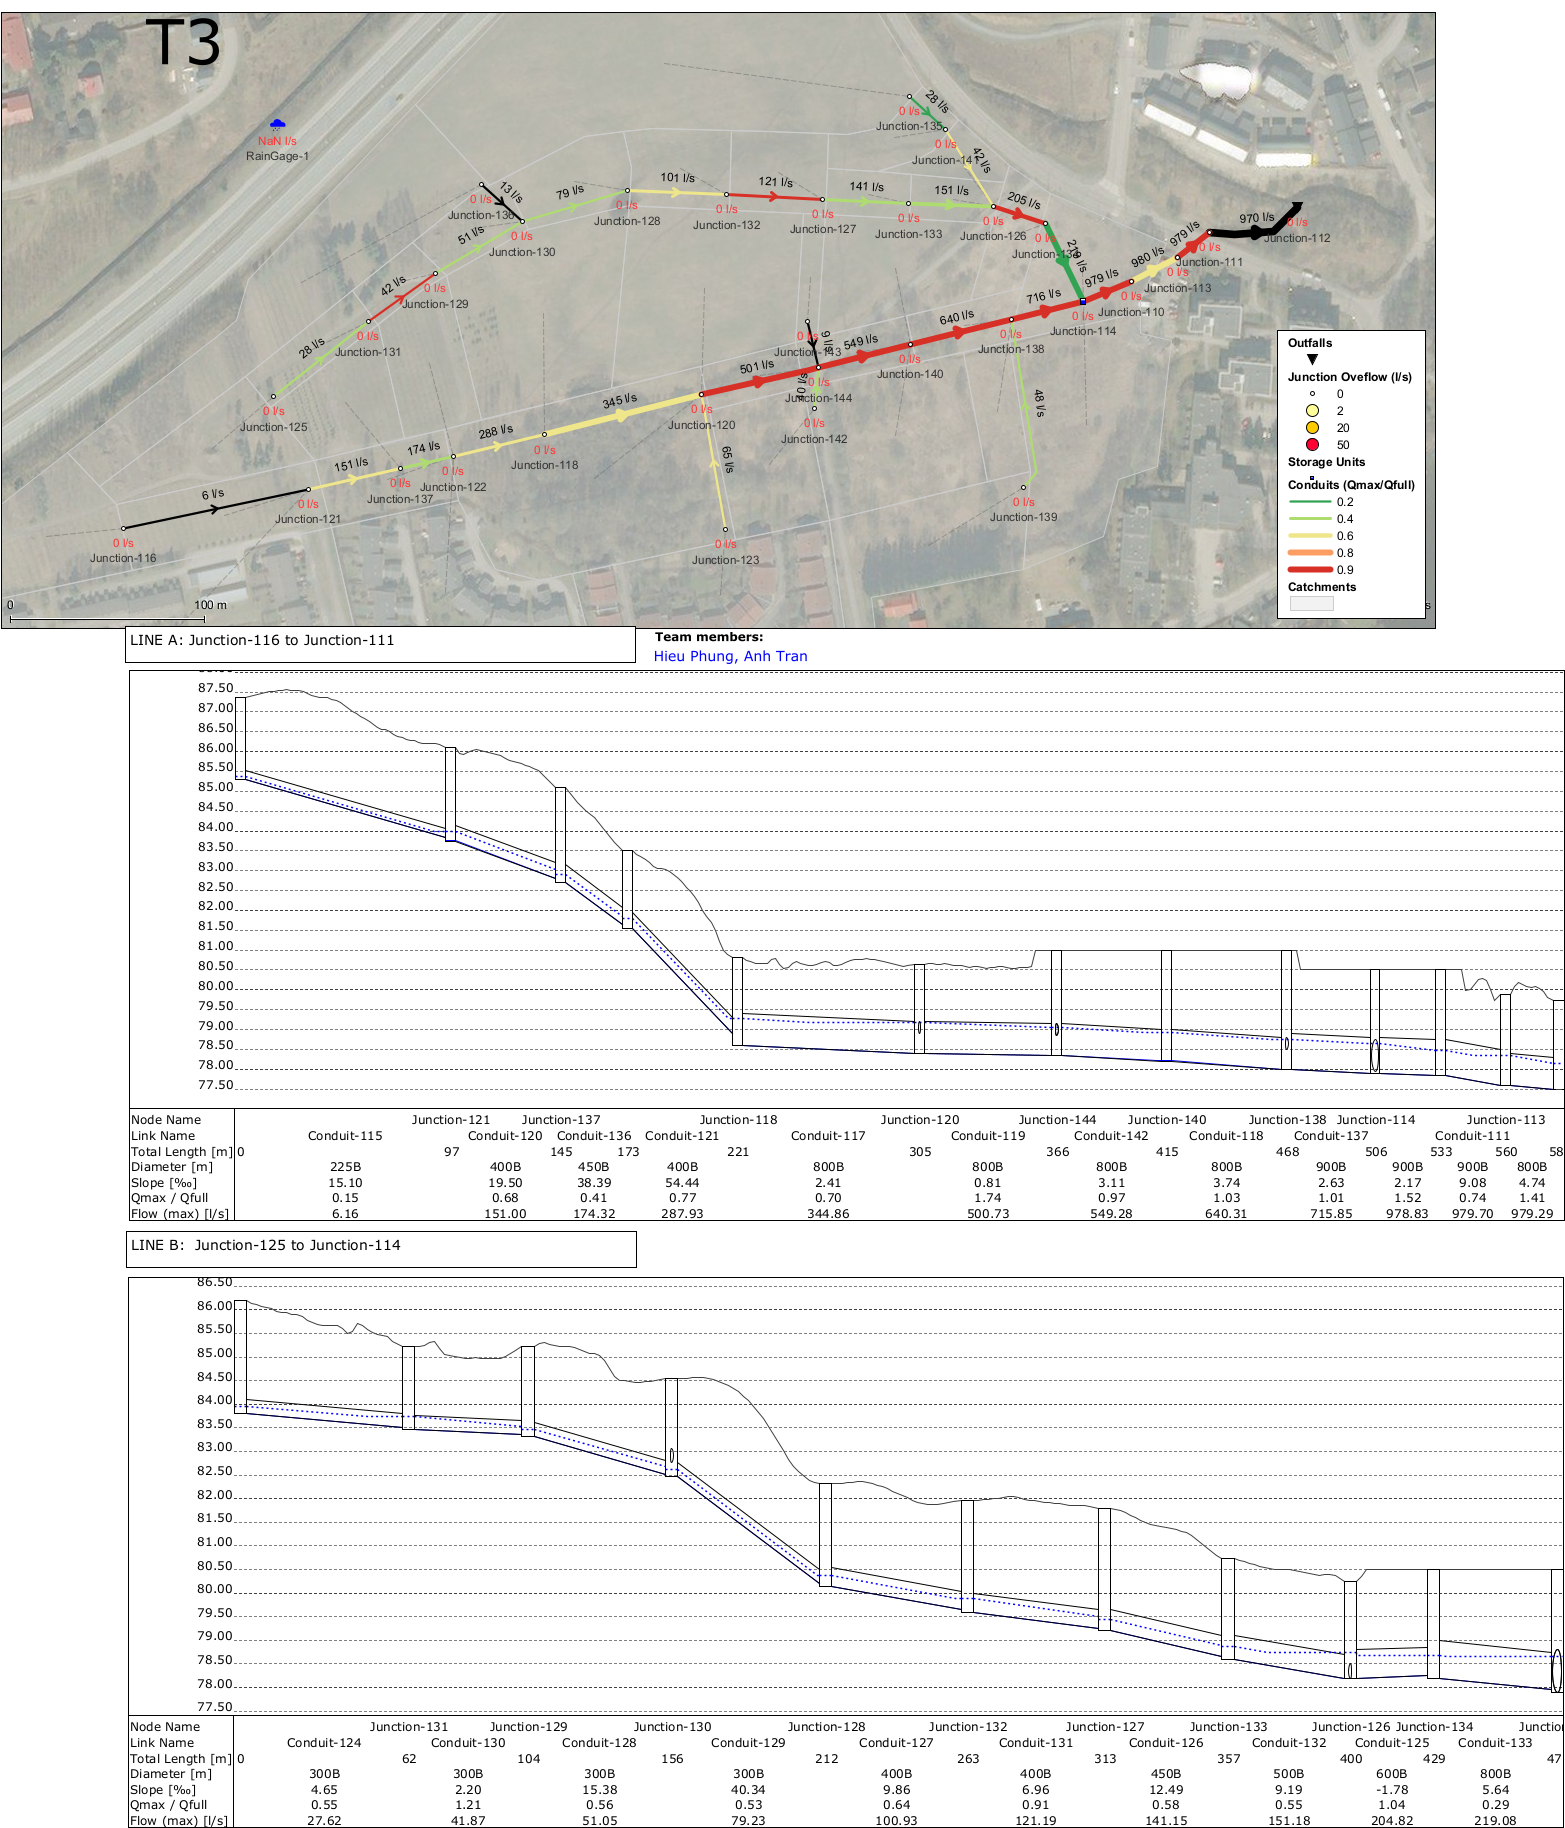 T3
NaN l/s
RainGage-1
28 l/s
0 l/s
Junction-135
0 l/s
42 l/s
13 l/s
0 l/s
79 l/s
101 l/s
0 l/s
Junction-128
121 l/s
0 l/s
Junction-132
141 l/s
0 l/s
Junction-127
151 l/s
0 l/s
Junction-133
205 l/s
0 l/s
Junction-126
970 l/s
0 l/s
Junction-112
51 l/s
0 l/s
Junction-130
42 l/s
0 l/s
Junction-129
28 l/s
0 l/s
Junction-131
0 l/s
Junction-125
979 l/s
0 l/s
Junction-111
980 l/s
0 l/s
Junction-113
979 l/s
0 l/s
Junction-110
716 l/s
0 l/s
Junction-114
640 l/s
0 l/s
Junction-138
549 l/s
0 l/s
Junction-140
9 l/s
501 l/s
0 l/s
Junction-144
0 l/s
Junction-142
345 l/s
0 l/s
Junction-120
288 l/s
0 l/s
Junction-118
174 l/s
0 l/s
Junction-122
151 l/s
0 l/s
Junction-137
6 l/s
0 l/s
Junction-121
0 l/s
Junction-116
65 l/s
0 l/s
Junction-123
48 l/s
0 l/s
Junction-139
Outfalls
Junction Oveflow (l/s)
0
2
20
50
Storage Units
Conduits (Qmax/Qfull)
0.2
0.4
0.6
0.8
0.9
Catchments
0 100 m
LINE A: Junction-116 to Junction-111
Team members:
Hieu Phung, Anh Tran
87.50
87.00
86.50
86.00
85.50
85.00
84.50
84.00
83.50
83.00
82.50
82.00
81.50
81.00
80.50
80.00
79.50
79.00
78.50
78.00
77.50
Node Name Junction-121 Junction-137 Junction-118 Junction-120 Junction-144 Junction-140 Junction-138 Junction-114 Junction-113
Link Name Conduit-115 Conduit-120 Conduit-136 Conduit-121 Conduit-117 Conduit-119 Conduit-142 Conduit-118 Conduit-137 Conduit-111
Total Length [m] 0 97 145 173 221 305 366 415 468 506 533 560 58
Diameter [m] 225B 400B 450B 400B 800B 800B 800B 800B 900B 900B 900B 800B
Slope [‰] 15.10 19.50 38.39 54.44 2.41 0.81 3.11 3.74 2.63 2.17 9.08 4.74
Qmax / Qfull 0.15 0.68 0.41 0.77 0.70 1.74 0.97 1.03 1.01 1.52 0.74 1.41
Flow (max) [l/s] 6.16 151.00 174.32 287.93 344.86 500.73 549.28 640.31 715.85 978.83 979.70 979.29
LINE B: Junction-125 to Junction-114
86.50
86.00
85.50
85.00
84.50
84.00
83.50
83.00
82.50
82.00
81.50
81.00
80.50
80.00
79.50
79.00
78.50
78.00
77.50
Node Name Junction-131 Junction-129 Junction-130 Junction-128 Junction-132 Junction-127 Junction-133 Junction-126 Junction-134 Junction
Link Name Conduit-124 Conduit-130 Conduit-128 Conduit-129 Conduit-127 Conduit-131 Conduit-126 Conduit-132 Conduit-125 Conduit-133
Total Length [m] 0 62 104 156 212 263 313 357 400 429 47
Diameter [m] 300B 300B 300B 300B 400B 400B 450B 500B 600B 800B
Slope [‰] 4.65 2.20 15.38 40.34 9.86 6.96 12.49 9.19 -1.78 5.64
Qmax / Qfull 0.55 1.21 0.56 0.53 0.64 0.91 0.58 0.55 1.04 0.29
Flow (max) [l/s] 27.62 41.87 51.05 79.23 100.93 121.19 141.15 151.18 204.82 219.08